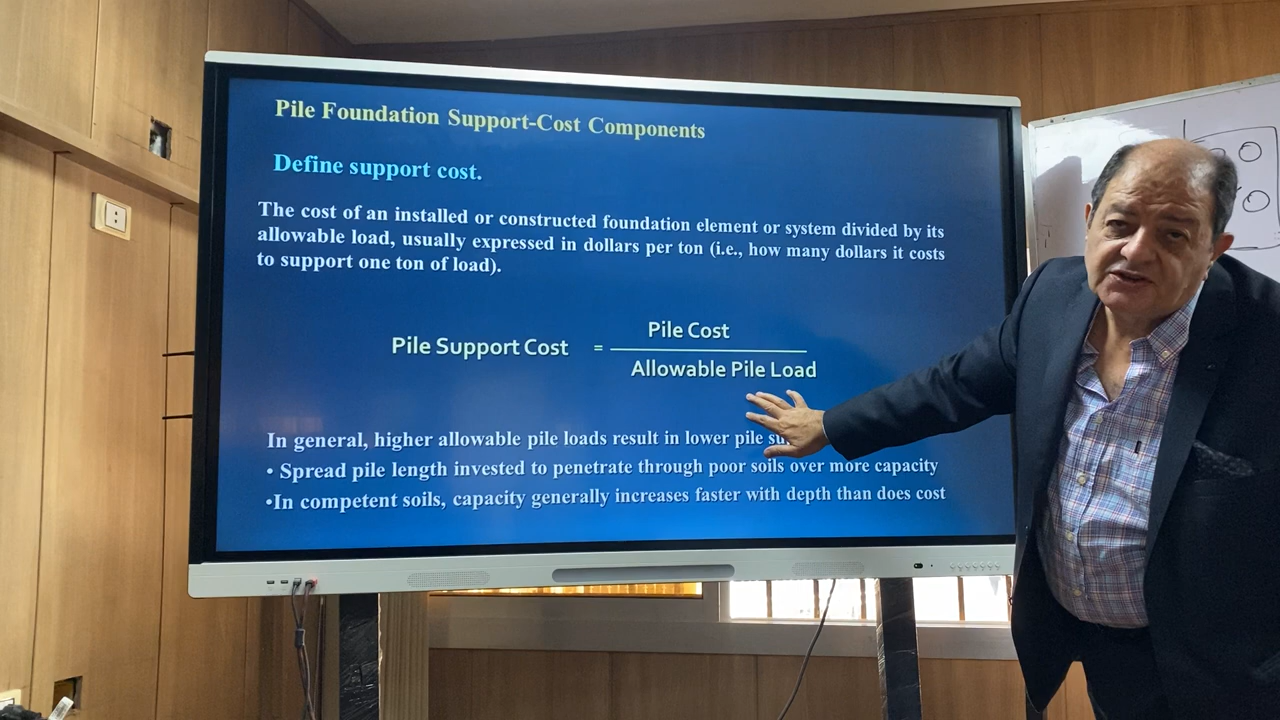 Pile Foundation Support-Cost Components
Define support cost.
The cost of an installed or constructed foundation element or system divided by its
allowable load, usually expressed in dollars per ton (i.e., how many dollars it costs
to support one ton of load).
Pile Support Cost = Pile Cost
Allowable Pile Load
In general, higher allowable pile loads result in lower pile
• Spread pile length invested to penetrate through poor soils over more capacity
•In competent soils, capacity generally increases faster with depth than does cost